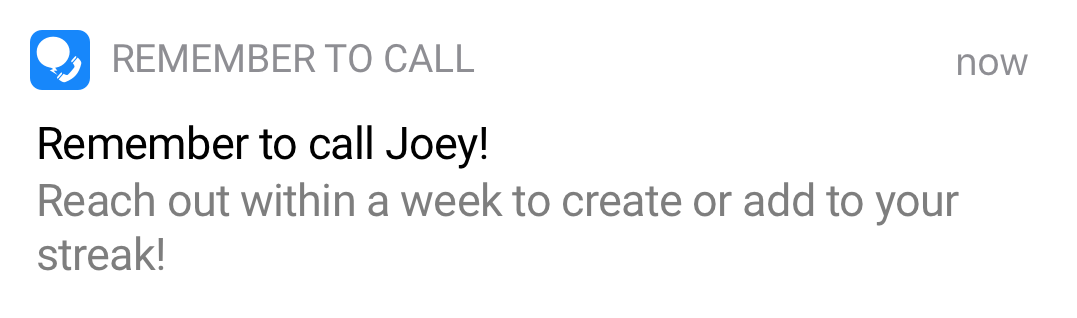 REMEMBER TO CALL now
Remember to call Joey!
Reach out within a week to create or add to your
streak!